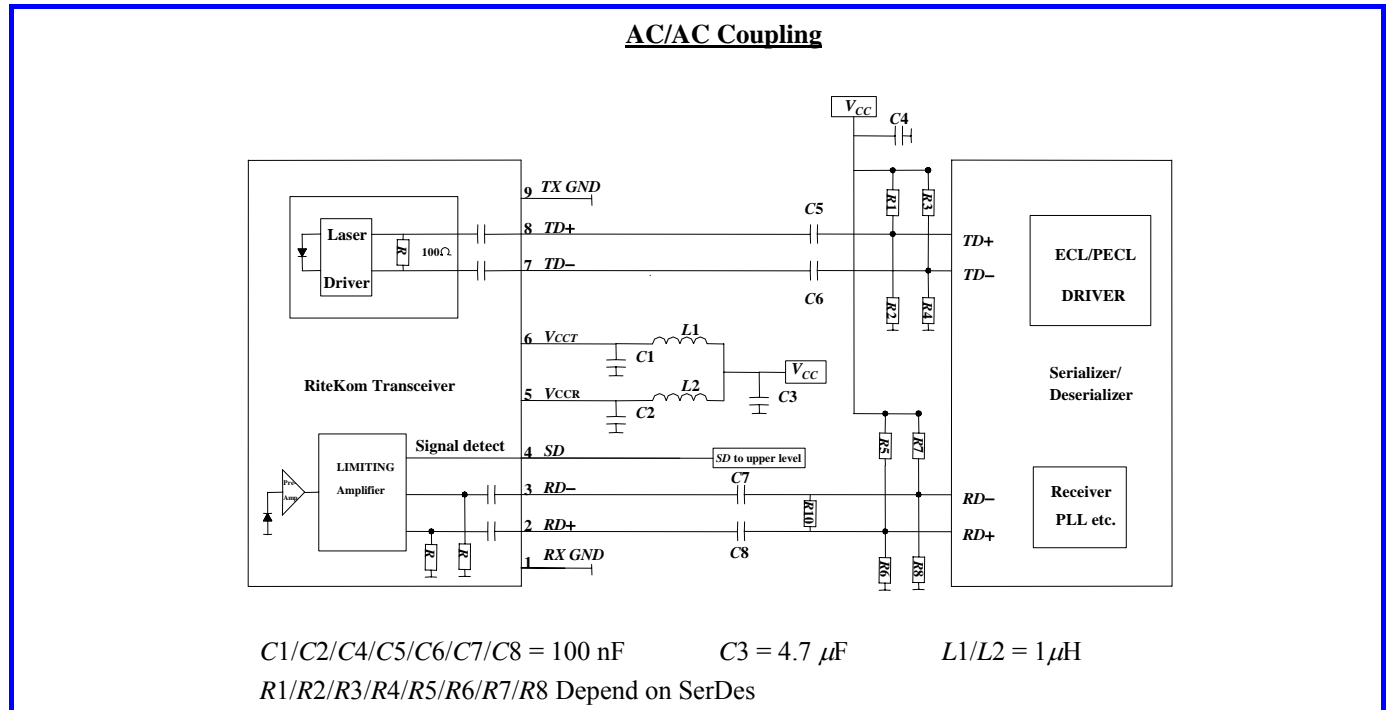 AC/AC Coupling
VCC
C4
9 TX GND
R1
R3
C5
Laser
Driver
R
100Ω
8 TD+
TD+
7 TD−
TD−
C6
ECL/PECL
DRIVER
R2
R4
6 VCCT
L1
C1
VCC
RiteKom Transceiver
L2
5 VCCR
C2
C3
Serializer/
Deserializer
Signal detect
4 SD
SD to upper level
R5
R7
LIMITING
Amplifier
Pre
Amp
C7
3 RD−
RD−
R10
Receiver
PLL etc.
2 RD+
RD+
C8
R
R
1 RX GND
R6
R8
C1/C2/C4/C5/C6/C7/C8 = 100 nF C3 = 4.7 μF L1/L2 = 1μH
R1/R2/R3/R4/R5/R6/R7/R8 Depend on SerDes